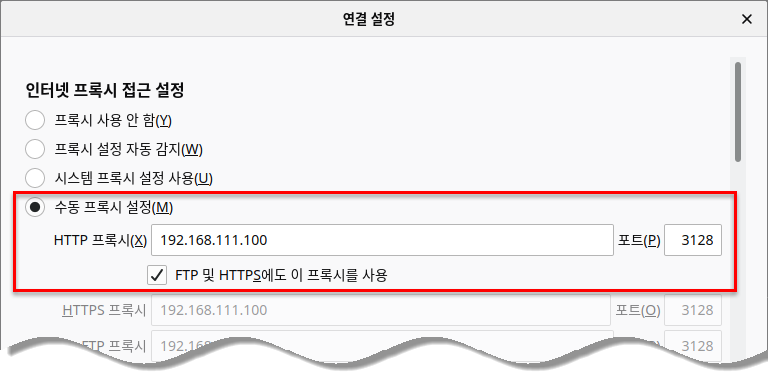 연결 설정
인터넷 프록시 접근 설정
프록시 사용 안 함(Y)
프록시 설정 자동 감지(W)
시스템 프록시 설정 사용(U)
수동 프록시 설정(M)
HTTP 프록시(X) 192.168.111.100 포트(P) 3128
FTP 및 HTTPS에도 이 프록시를 사용
HTTPS 프록시 192.168.111.100 포트(O) 3128
FTP 프록시 3128